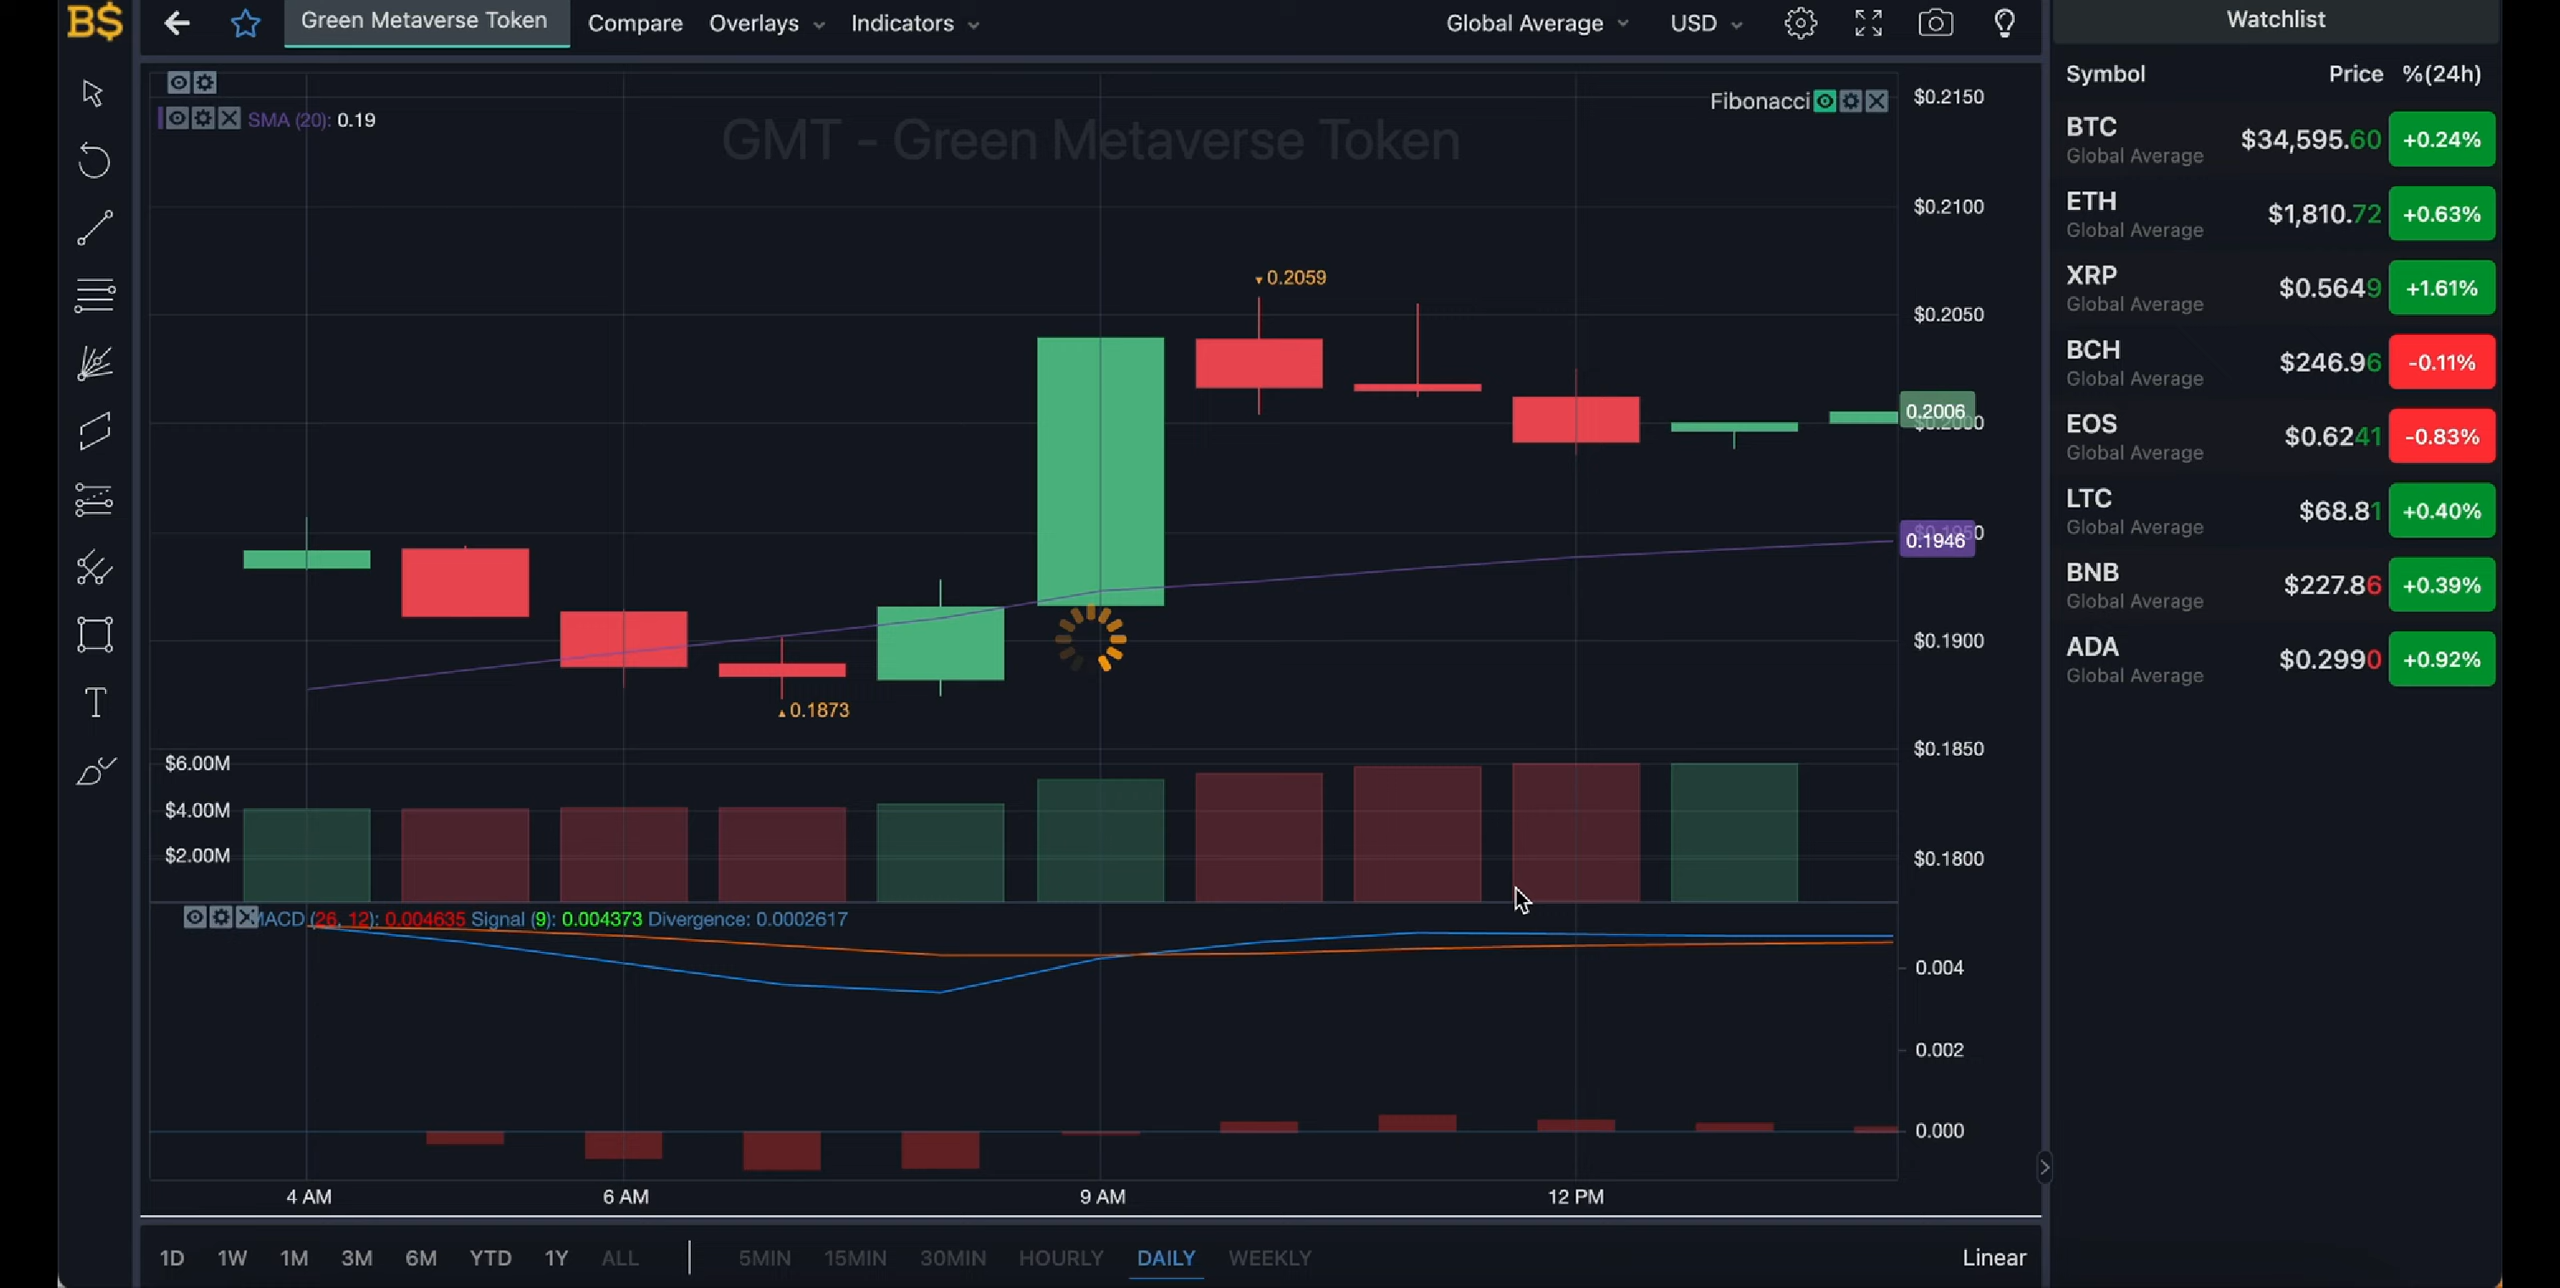 B$
Green Metaverse Token
Compare
Overlays
Indicators
Global Average
USD
SMA (20): 0.19
GMT - Green Metaverse Token
Fibonacci
0.2059
0.1873
$0.2150
$0.2100
$0.2050
0.2006
0.1946
$0.1900
$0.1850
$0.1800
$6.00M
$4.00M
$2.00M
MACD (26, 12): 0.004635 Signal (9): 0.004373 Divergence: 0.0002617
0.004
0.002
0.000
4 AM
6 AM
9 AM
12 PM
1D 1W 1M 3M 6M YTD 1Y ALL
5MIN 15MIN 30MIN HOURLY DAILY WEEKLY
Linear
Watchlist
Symbol Price %(24h)
BTC $34,595.60 +0.24%
Global Average
ETH $1,810.72 +0.63%
Global Average
XRP $0.5649 +1.61%
Global Average
BCH $246.96 -0.11%
Global Average
EOS $0.6241 -0.83%
Global Average
LTC $68.81 +0.40%
Global Average
BNB $227.86 +0.39%
Global Average
ADA $0.2990 +0.92%
Global Average